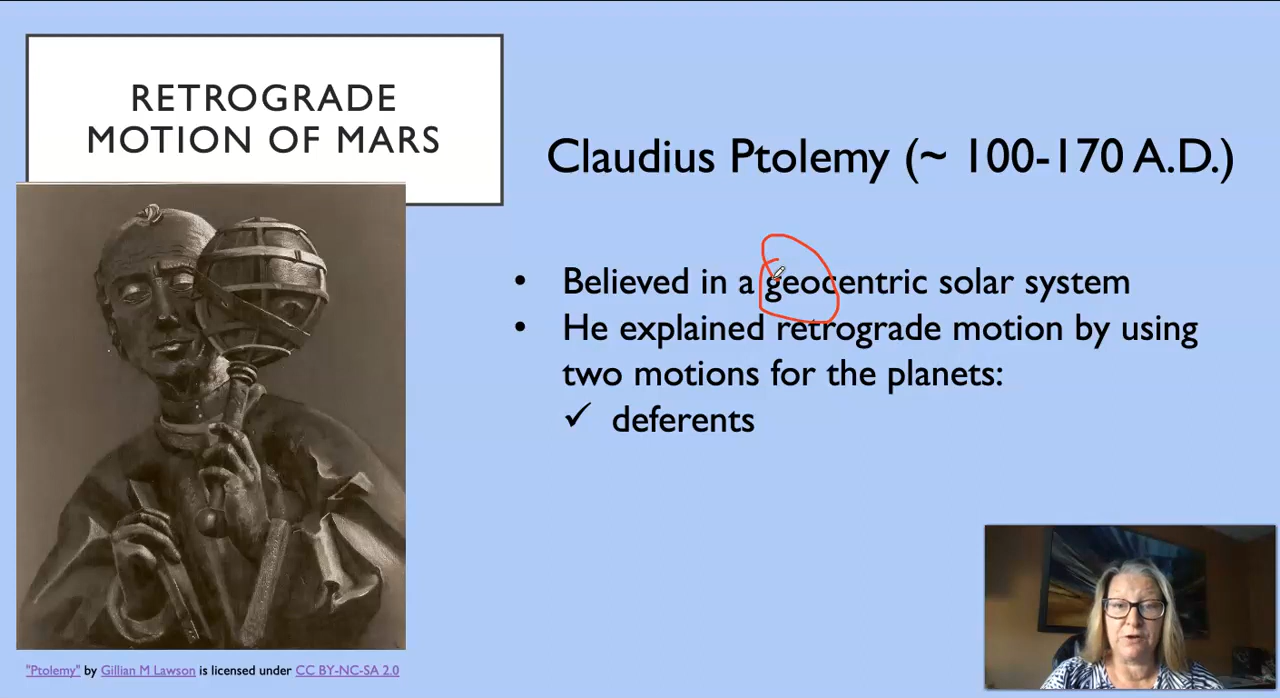 RETROGRADE
MOTION OF MARS
Claudius Ptolemy (~ 100-170 A.D.)
• Believed in a geocentric solar system
• He explained retrograde motion by using
two motions for the planets:
✓ deferents
"Ptolemy" by Gillian M Lawson is licensed under CC BY-NC-SA 2.0